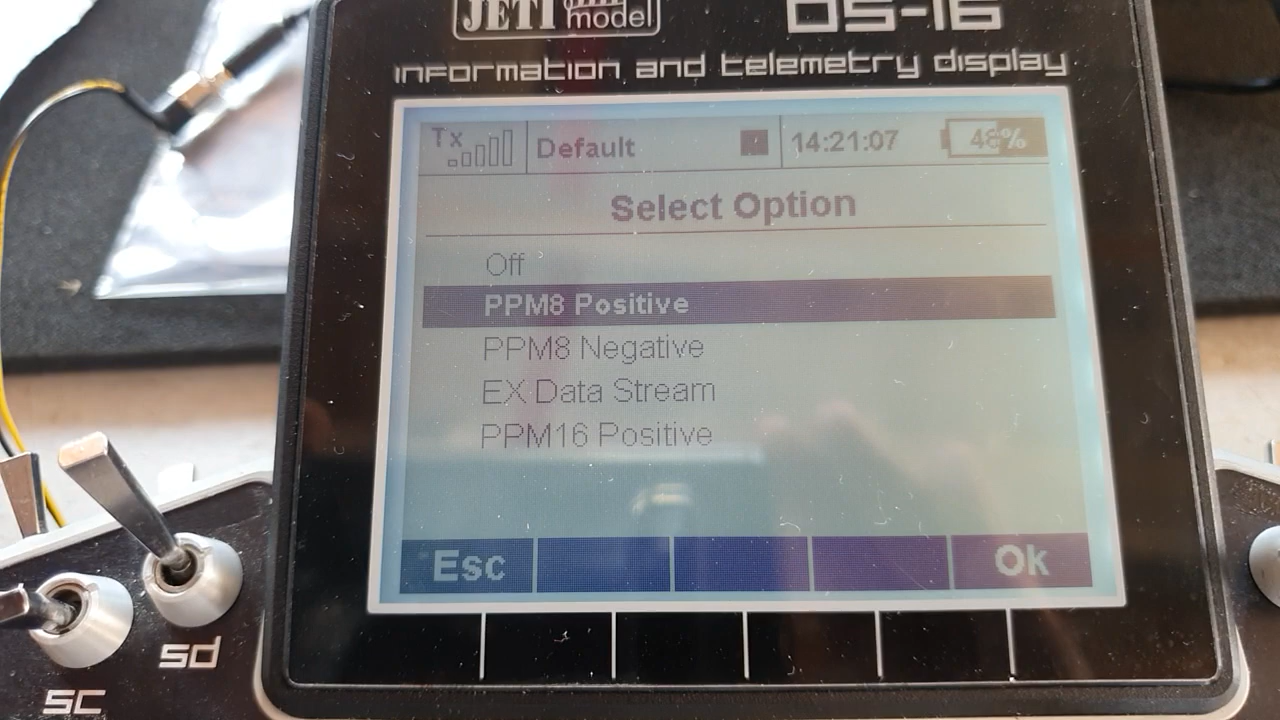 JETI model DS-16
information and telemetry display
Tx Default 14:21:07 48%
Select Option
Off
PPM8 Positive
PPM8 Negative
EX Data Stream
PPM16 Positive
Esc Ok
sd
sc